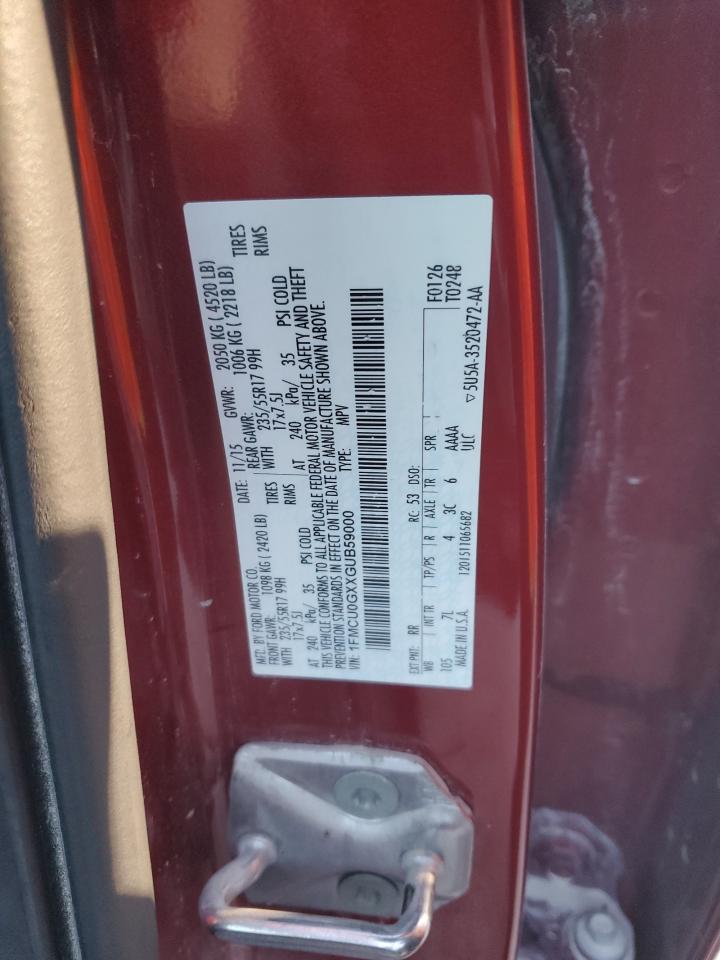 MFD. BY FORD MOTOR CO. DATE: 11/15 GVWR: 2050 KG ( 4520 LB)
FRONT GAWR: 1098 KG ( 2420 LB) REAR GAWR: 1006 KG ( 2218 LB)
WITH 235/55R17 99H TIRES WITH 235/55R17 99H TIRES
17x7.5J RIMS 17x7.5J RIMS
AT 240 kPa/ 35 PSI COLD AT 240 kPa/ 35 PSI COLD
THIS VEHICLE CONFORMS TO ALL APPLICABLE FEDERAL MOTOR VEHICLE SAFETY AND THEFT
PREVENTION STANDARDS IN EFFECT ON THE DATE OF MANUFACTURE SHOWN ABOVE.
VIN: 1FMCU0GXXGUB59000 TYPE: MPV
EXT PNT: RR RC: 53 DSO: F0126
WB INT TR TP/PS R AXLE TR SPR T0248
105 7L 4 3C 6 AAAA ▽5U5A-3520472-AA
MADE IN U.S.A. 1201511065682 ULC